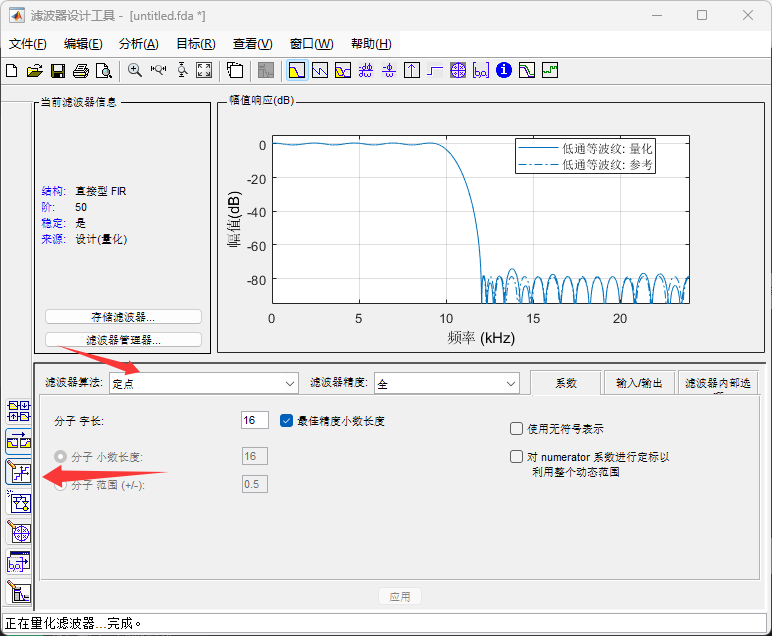 滤波器设计工具 - [untitled.fda *]
文件(F) 编辑(E) 分析(A) 目标(R) 查看(V) 窗口(W) 帮助(H)
当前滤波器信息
结构: 直接型 FIR
阶: 50
稳定: 是
来源: 设计(量化)
存储滤波器...
滤波器管理器...
幅值响应(dB)
低通等波纹: 量化
低通等波纹: 参考
0
-20
-40
-60
-80
幅值(dB)
0 5 10 15 20
频率 (kHz)
滤波器算法: 定点 滤波器精度: 全 系数 输入/输出 滤波器内部选
分子 字长: 16 最佳精度小数长度
分子 小数长度: 16
分子 范围 (+/-): 0.5
使用无符号表示
对 numerator 系数进行定标以
利用整个动态范围
应用
正在量化滤波器...完成。